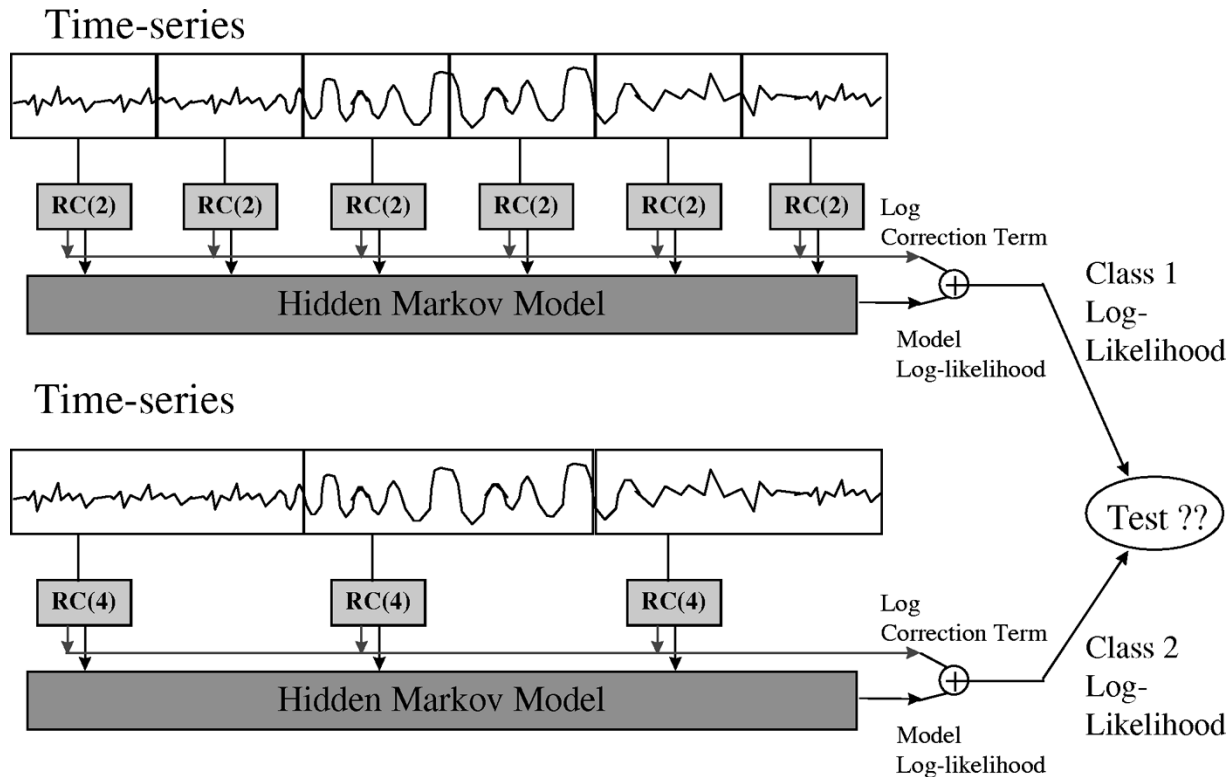 Time-series
RC(2) RC(2) RC(2) RC(2) RC(2) RC(2)
Log
Correction Term
Hidden Markov Model
Model
Log-likelihood
Class 1
Log-
Likelihood
Time-series
Test ??
RC(4) RC(4) RC(4)
Log
Correction Term
Hidden Markov Model
Model
Log-likelihood
Class 2
Log-
Likelihood